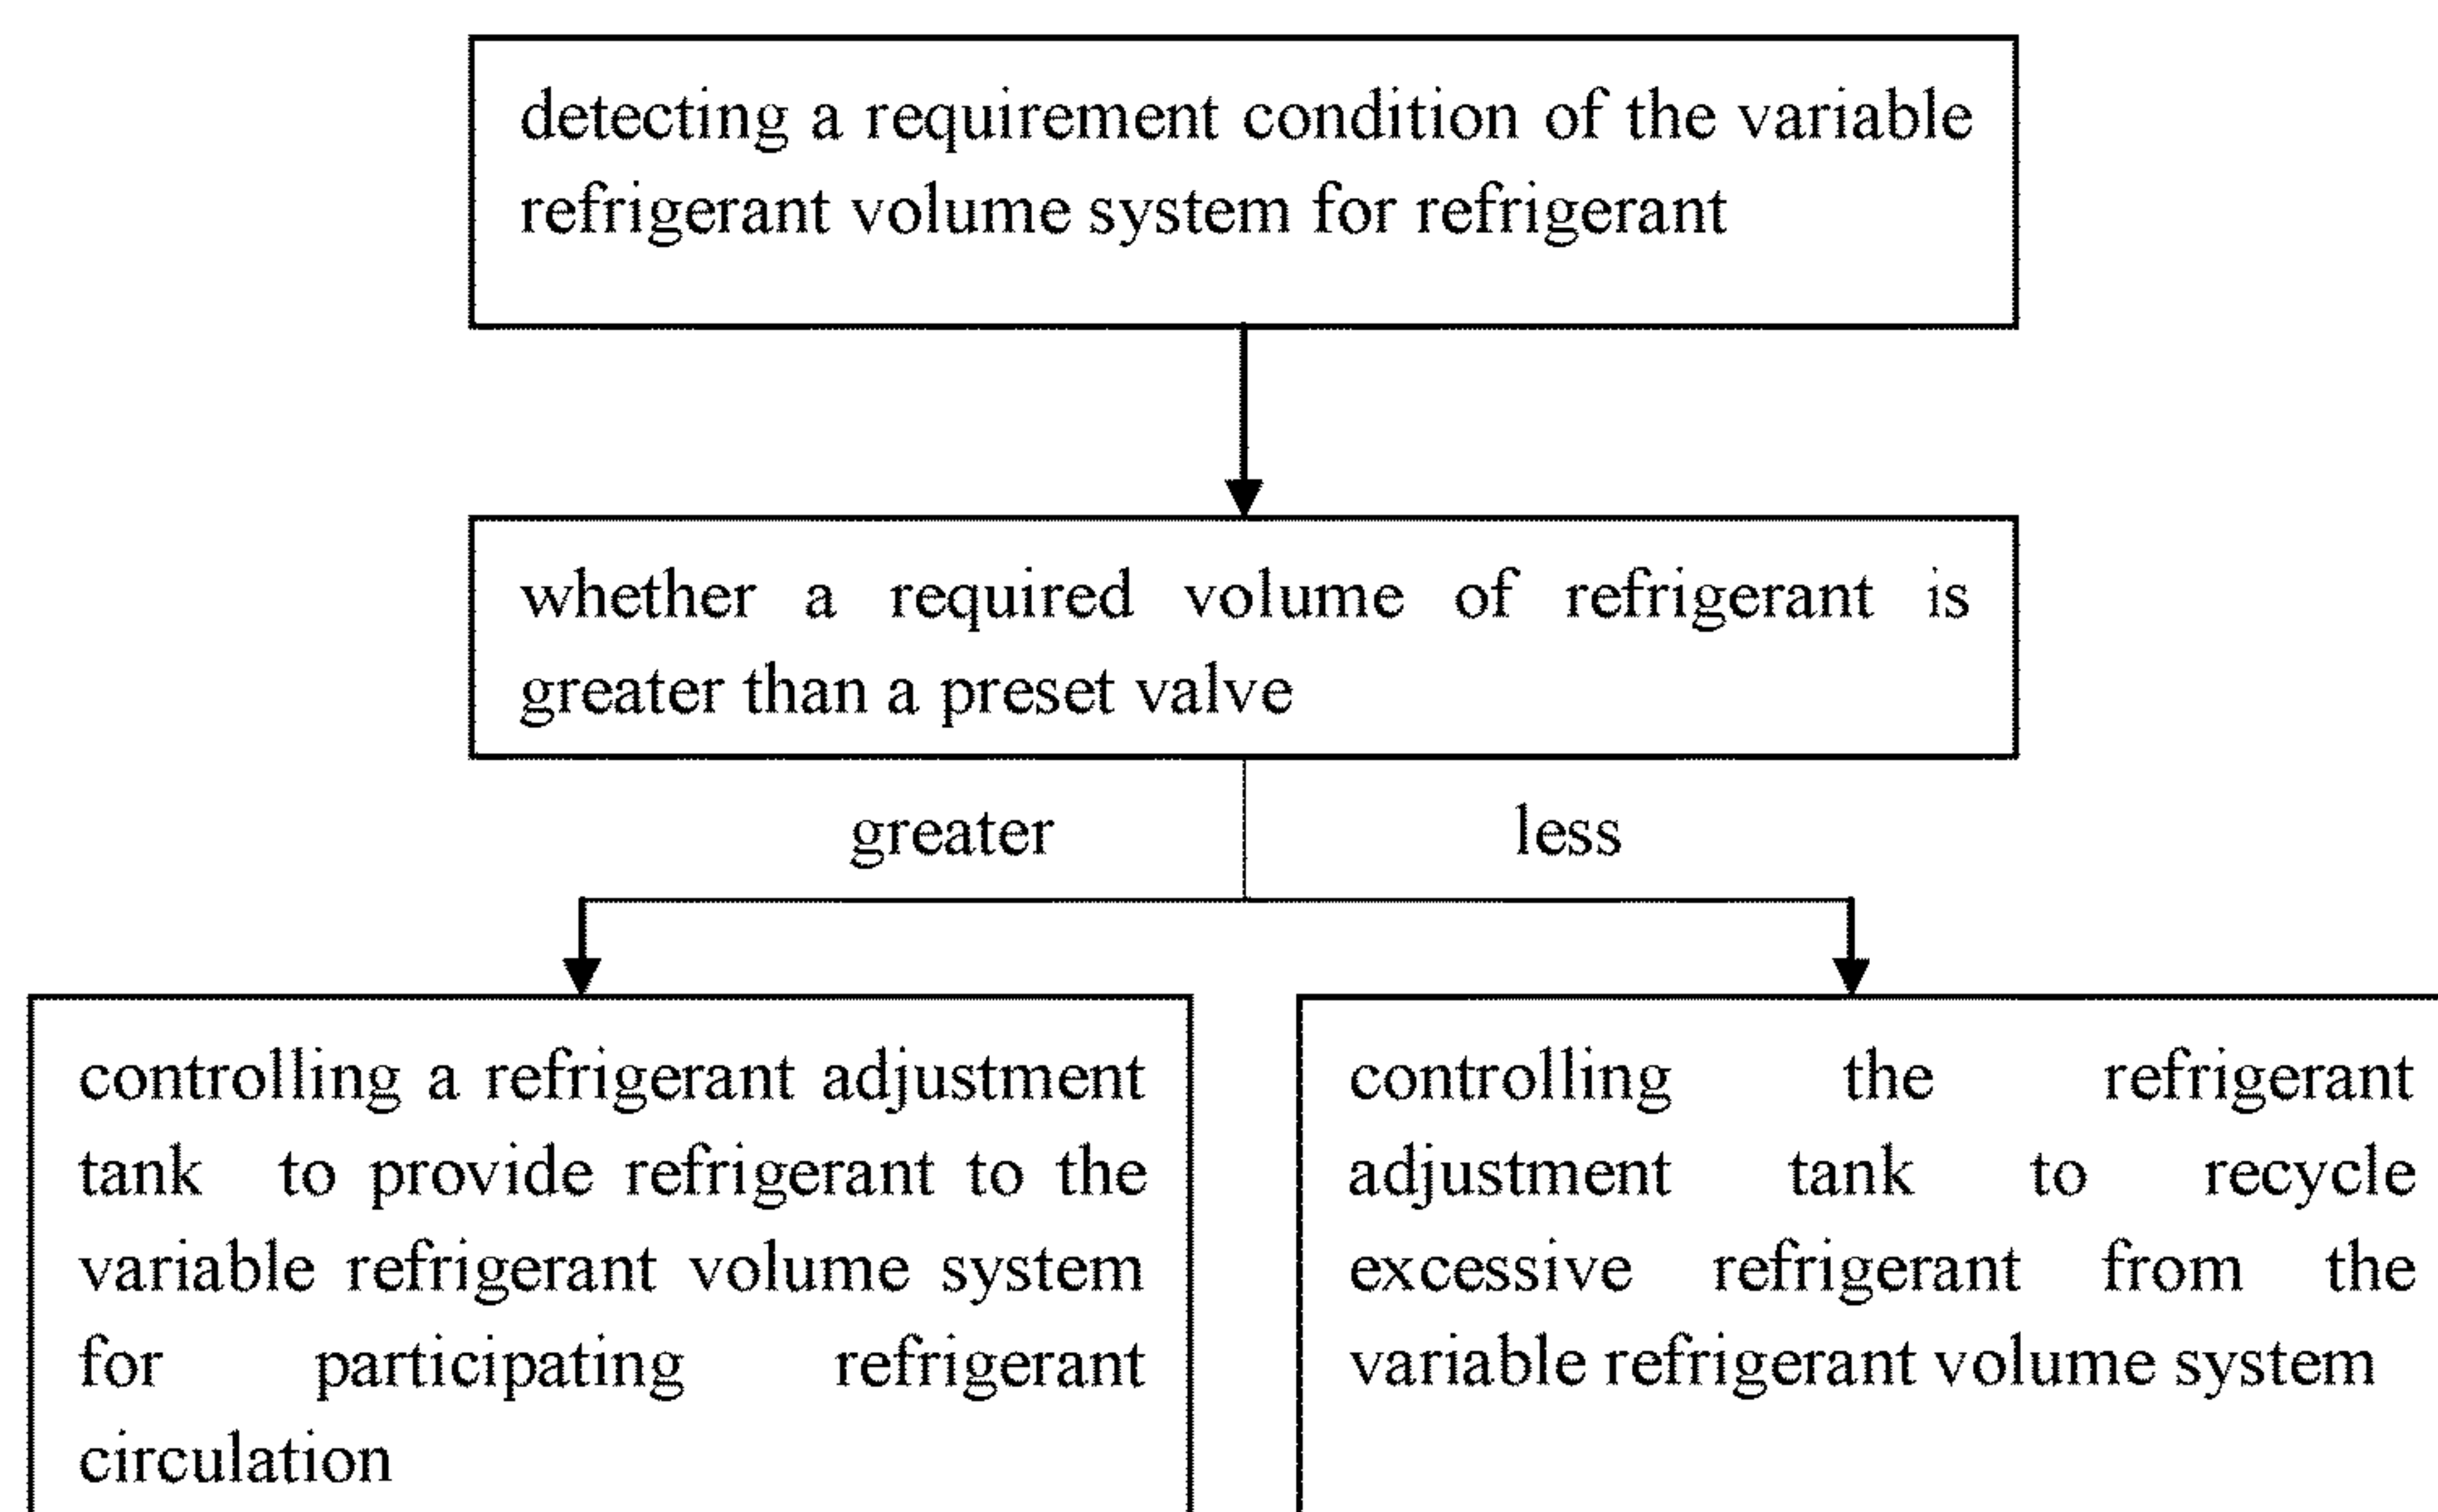 detecting a requirement condition of the variable
refrigerant volume system for refrigerant
whether a required volume of refrigerant is
greater than a preset valve
greater
less
controlling a refrigerant adjustment
tank to provide refrigerant to the
variable refrigerant volume system
for participating refrigerant
circulation
controlling the refrigerant
adjustment tank to recycle
excessive refrigerant from the
variable refrigerant volume system